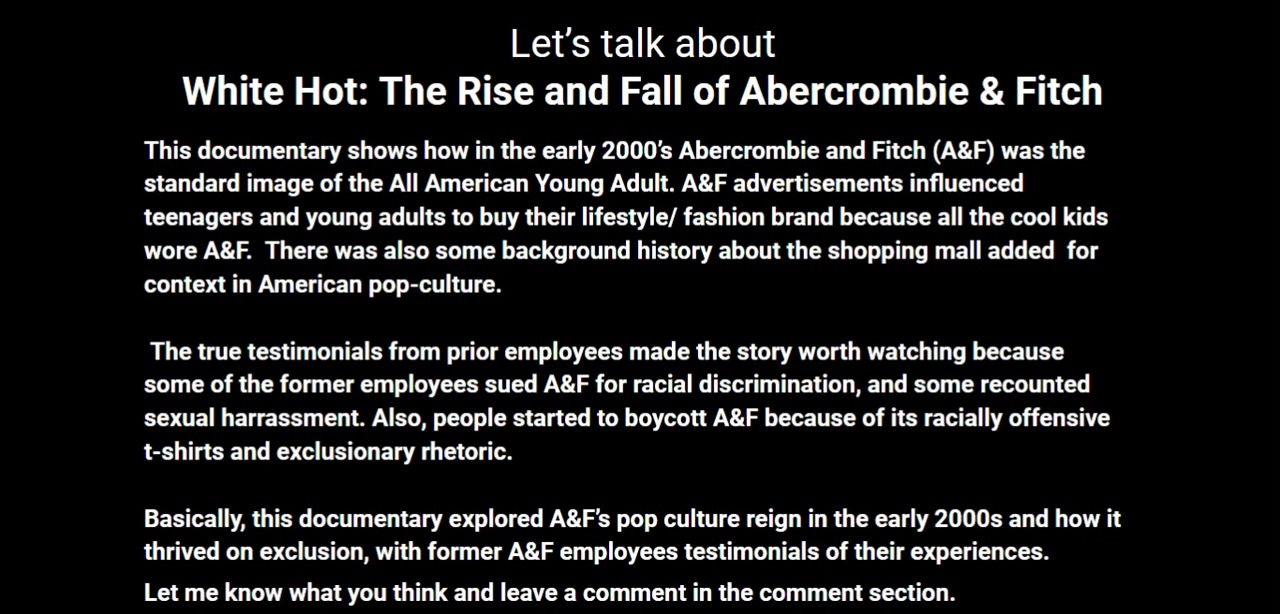 Let's talk about
White Hot: The Rise and Fall of Abercrombie & Fitch
This documentary shows how in the early 2000's Abercrombie and Fitch (A&F) was the
standard image of the All American Young Adult. A&F advertisements influenced
teenagers and young adults to buy their lifestyle/ fashion brand because all the cool kids
wore A&F.  There was also some background history about the shopping mall added  for
context in American pop-culture.
The true testimonials from prior employees made the story worth watching because
some of the former employees sued A&F for racial discrimination, and some recounted
sexual harrassment. Also, people started to boycott A&F because of its racially offensive
t-shirts and exclusionary rhetoric.
Basically, this documentary explored A&F's pop culture reign in the early 2000s and how it
thrived on exclusion, with former A&F employees testimonials of their experiences.
Let me know what you think and leave a comment in the comment section.